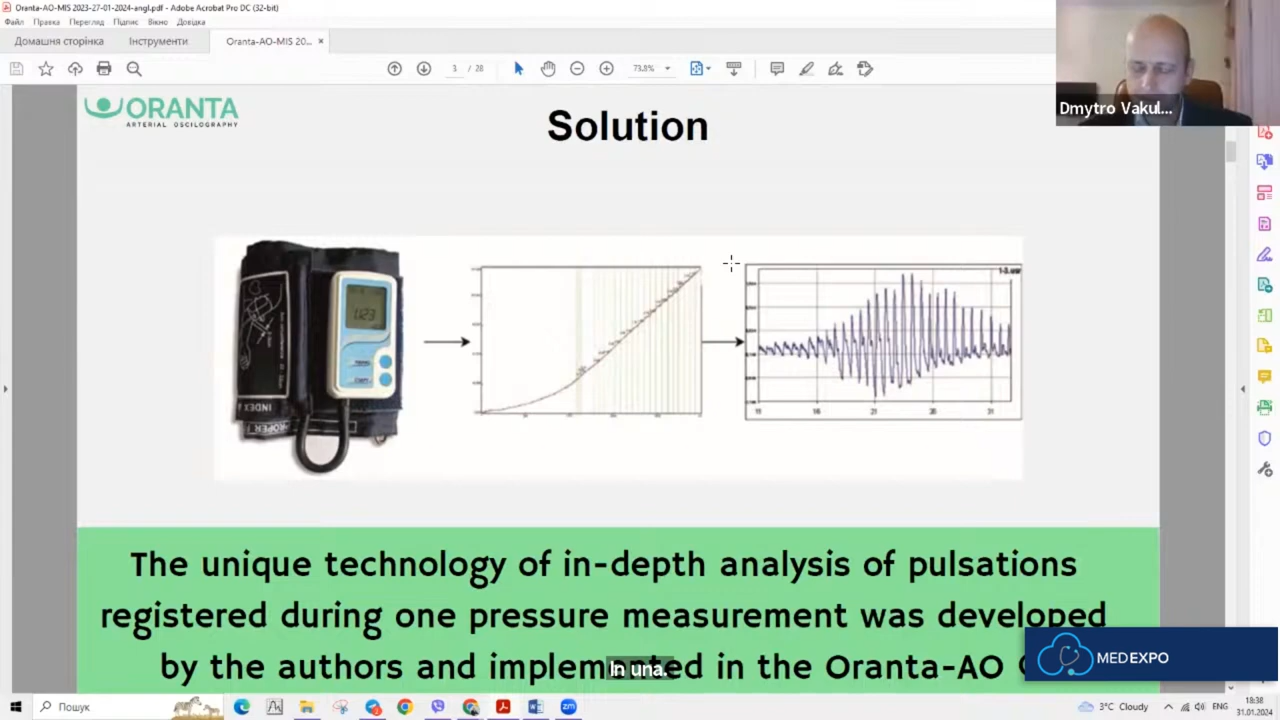 Oranta-AO-MIS 2023-27-01-2024-angl.pdf - Adobe Acrobat Pro DC (32-bit)
Файл Правка Перегляд Підпис Вікно Довідка
Домашня сторінка Інструменти Oranta-AO-MIS 20... ×
3 / 28 73,8%
Dmytro Vakul...
ORANTA
ARTERIAL OSCILOGRAPHY
Solution
The unique technology of in-depth analysis of pulsations
registered during one pressure measurement was developed
by the authors and implemented in the Oranta-AO
In una.
MEDEXPO
Пошук
3°C Cloudy ENG 18:38
31.01.2024